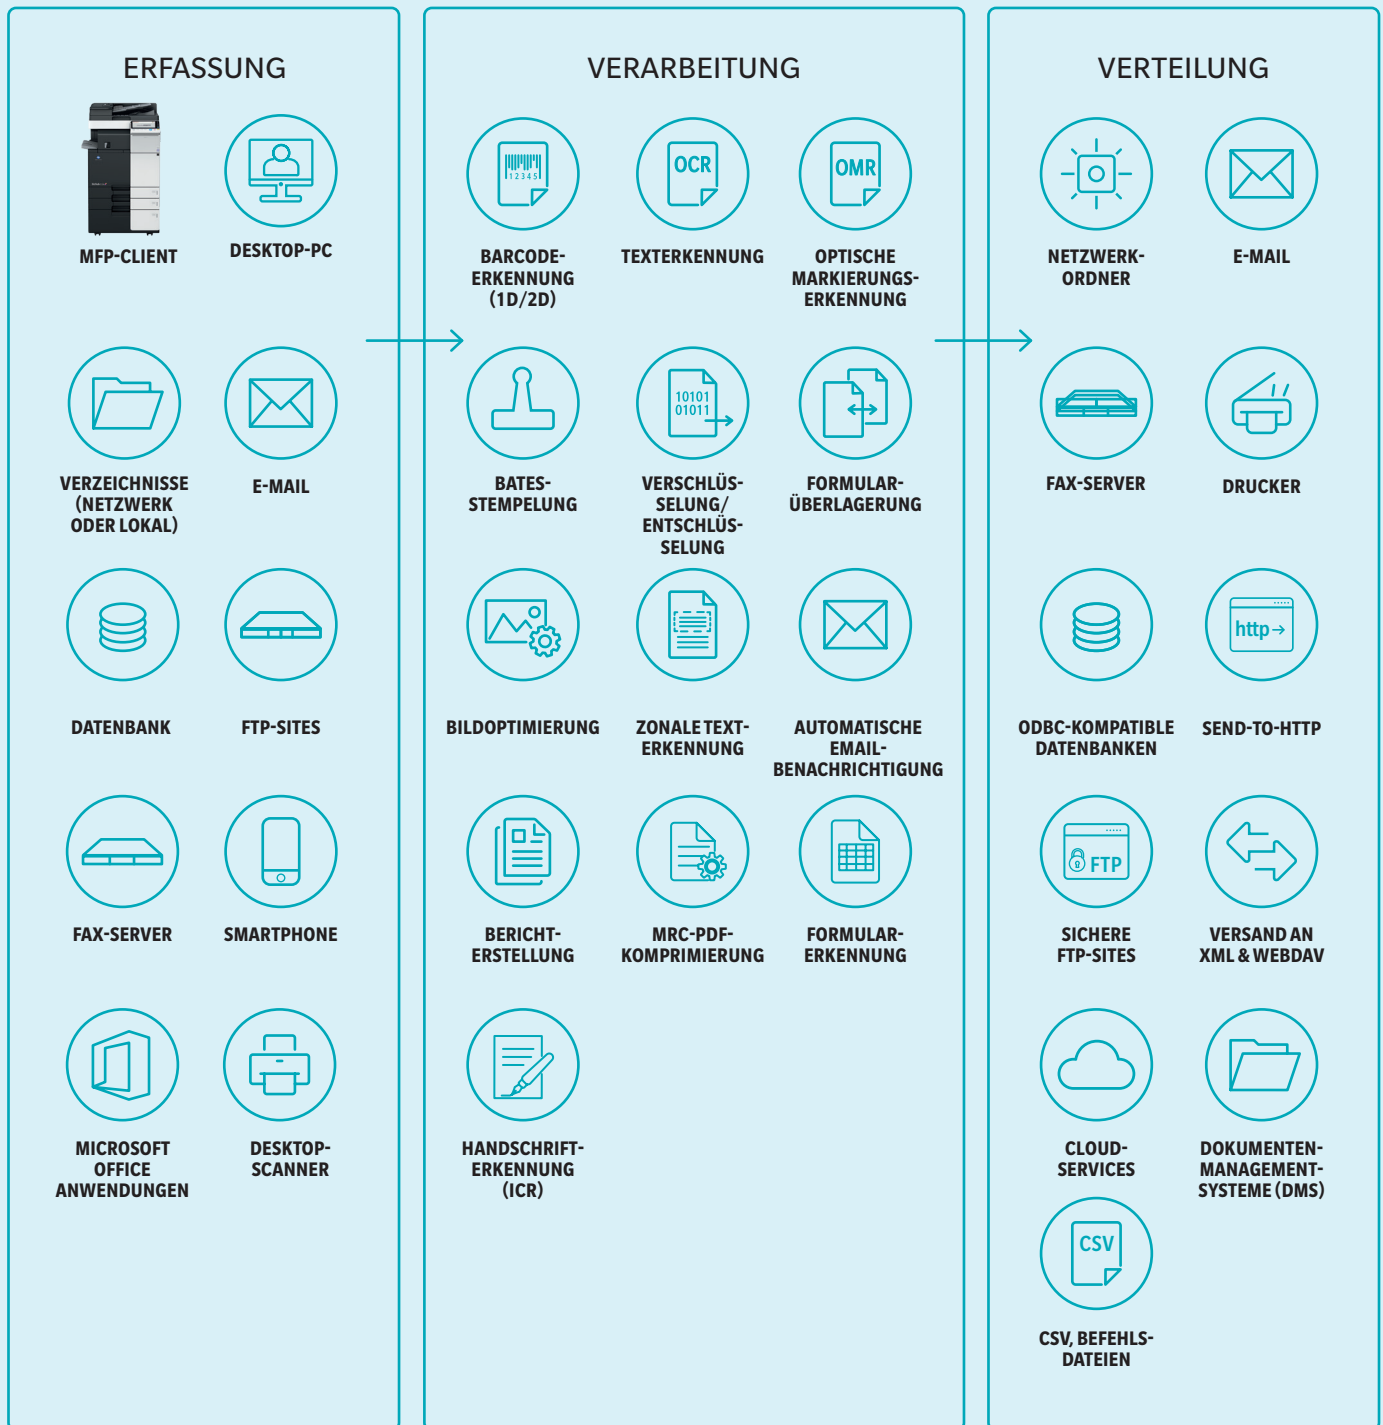 ERFASSUNG
MFP-CLIENT
DESKTOP-PC
VERZEICHNISSE
(NETZWERK
ODER LOKAL)
E-MAIL
DATENBANK
FTP-SITES
FAX-SERVER
SMARTPHONE
MICROSOFT
OFFICE
ANWENDUNGEN
DESKTOP-
SCANNER
VERARBEITUNG
12345
BARCODE-
ERKENNUNG
(1D/2D)
OCR
TEXTERKENNUNG
OMR
OPTISCHE
MARKIERUNGS-
ERKENNUNG
BATES-
STEMPELUNG
10101
01011
VERSCHLÜS-
SELUNG/
ENTSCHLÜS-
SELUNG
FORMULAR-
ÜBERLAGERUNG
BILDOPTIMIERUNG
ZONALE TEXT-
ERKENNUNG
AUTOMATISCHE
EMAIL-
BENACHRICHTIGUNG
BERICHT-
ERSTELLUNG
MRC-PDF-
KOMPRIMIERUNG
FORMULAR-
ERKENNUNG
HANDSCHRIFT-
ERKENNUNG
(ICR)
VERTEILUNG
NETZWERK-
ORDNER
E-MAIL
FAX-SERVER
DRUCKER
ODBC-KOMPATIBLE
DATENBANKEN
http
SEND-TO-HTTP
FTP
SICHERE
FTP-SITES
VERSAND AN
XML & WEBDAV
CLOUD-
SERVICES
DOKUMENTEN-
MANAGEMENT-
SYSTEME (DMS)
CSV
CSV, BEFEHLS-
DATEIEN